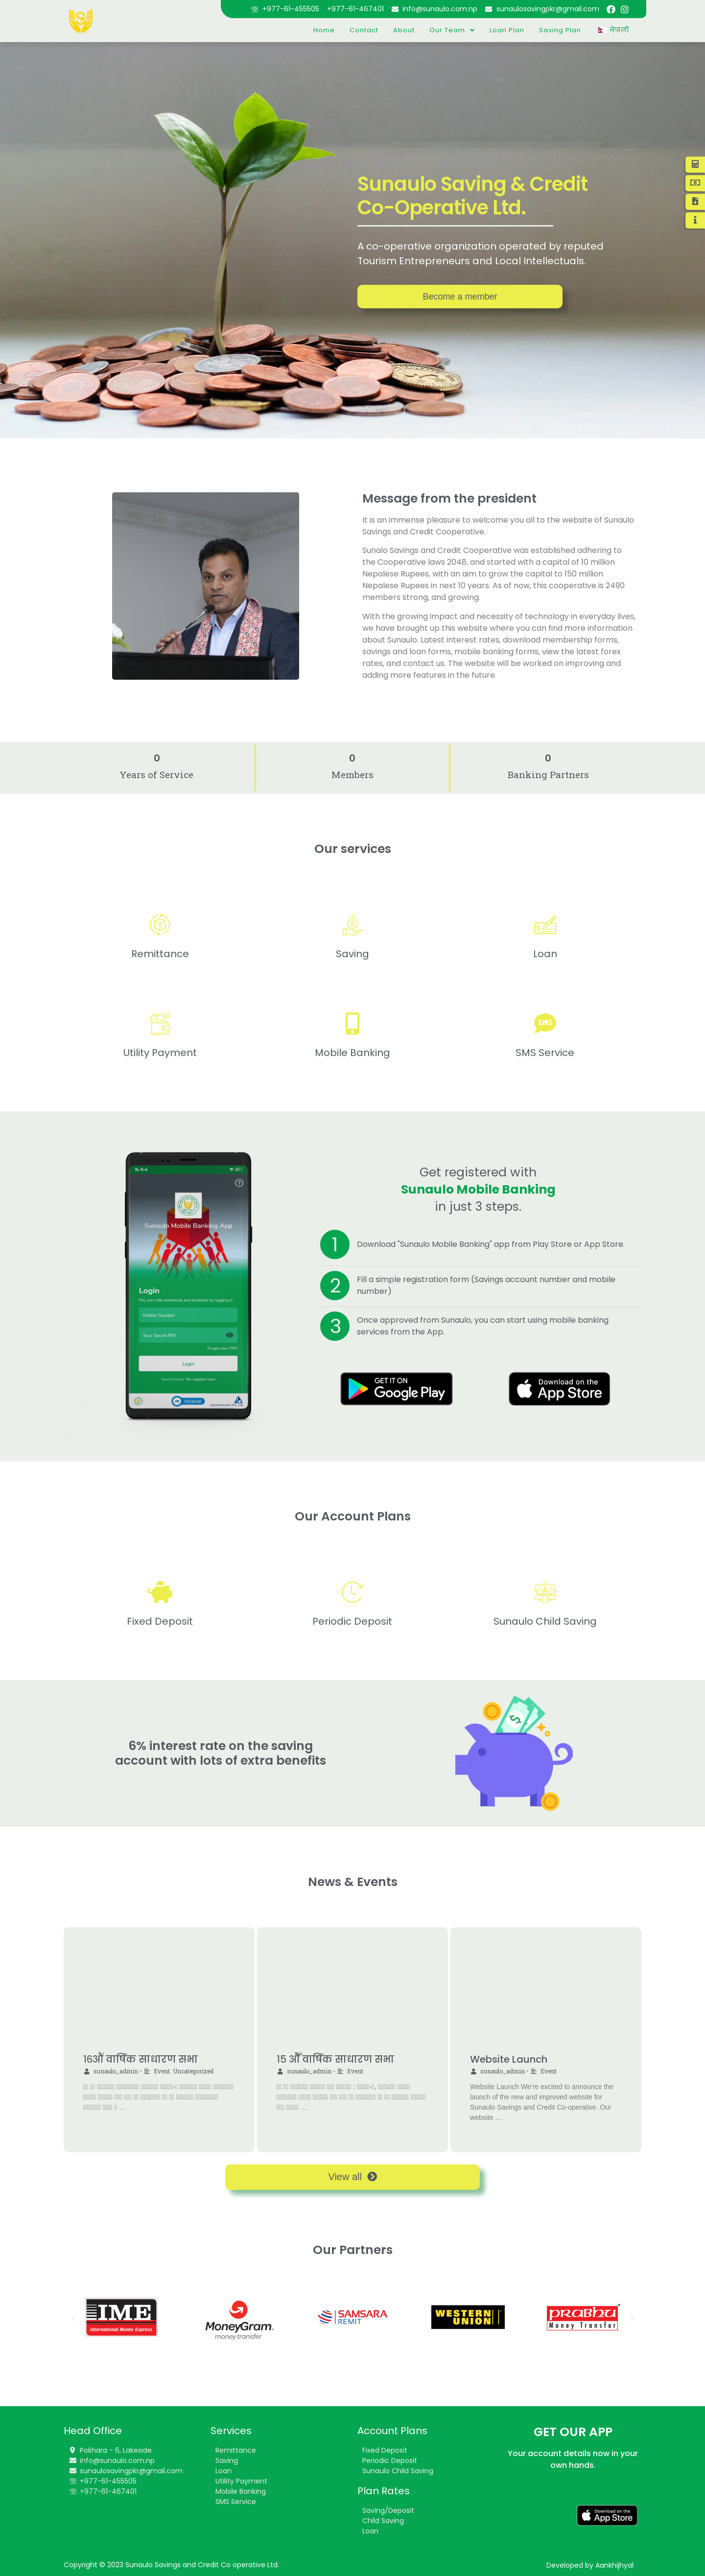 +977-61-455505 +977-61-467401 info@sunaulo.com.np sunaulosavingpkr@gmail.com
Home Contact About Our Team Loan Plan Saving Plan नेपाली
Sunaulo Saving & Credit
Co-Operative Ltd.
A co-operative organization operated by reputed
Tourism Entrepreneurs and Local Intellectuals.
Become a member
Message from the president
It is an immense pleasure to welcome you all to the website of Sunaulo
Savings and Credit Cooperative.
Sunalo Savings and Credit Cooperative was established adhering to
the Cooperative laws 2048, and started with a capital of 10 million
Nepalese Rupees, with an aim to grow the capital to 150 million
Nepalese Rupees in next 10 years. As of now, this cooperative is 2490
members strong, and growing.
With the growing impact and necessity of technology in everyday lives,
we have brought up this website where you can find more information
about Sunaulo. Latest interest rates, download membership forms,
savings and loan forms, mobile banking forms, view the latest forex
rates, and contact us. The website will be worked on improving and
adding more features in the future.
0 0 0
Years of Service Members Banking Partners
Our services
Remittance Saving Loan
Utility Payment Mobile Banking SMS Service
SMS
Sunaulo Mobile Banking App
Login
Mobile Number
Your Secret PIN
Forgot your PIN?
Login
Get registered with
Sunaulo Mobile Banking
in just 3 steps.
1 Download "Sunaulo Mobile Banking" app from Play Store or App Store.
2 Fill a simple registration form (Savings account number and mobile
number)
3 Once approved from Sunaulo, you can start using mobile banking
services from the App.
GET IT ON
Google Play
Download on the
App Store
Our Account Plans
Fixed Deposit Periodic Deposit Sunaulo Child Saving
6% interest rate on the saving
account with lots of extra benefits
News & Events
१६औं वार्षिक साधारण सभा
sunaulo_admin • Event, Uncategorized
१५ औँ वार्षिक साधारण सभा
sunaulo_admin • Event
Website Launch
sunaulo_admin • Event
Website Launch We're excited to announce the
launch of the new and improved website for
Sunaulo Savings and Credit Co-operative. Our
website …
View all
Our Partners
IME
International Money Express
MoneyGram.
money transfer
SAMSARA
REMIT
WESTERN
UNION
prabhu
Money Transfer
Head Office
Pokhara - 6, Lakeside
info@sunaulo.com.np
sunaulosavingpkr@gmail.com
+977-61-455505
+977-61-467401
Services
Remittance
Saving
Loan
Utility Payment
Mobile Banking
SMS Service
Account Plans
Fixed Deposit
Periodic Deposit
Sunaulo Child Saving
Plan Rates
Saving/Deposit
Child Saving
Loan
GET OUR APP
Your account details now in your
own hands.
Download on the
App Store
Copyright © 2023 Sunaulo Savings and Credit Co operative Ltd.
Developed by Aankhijhyal